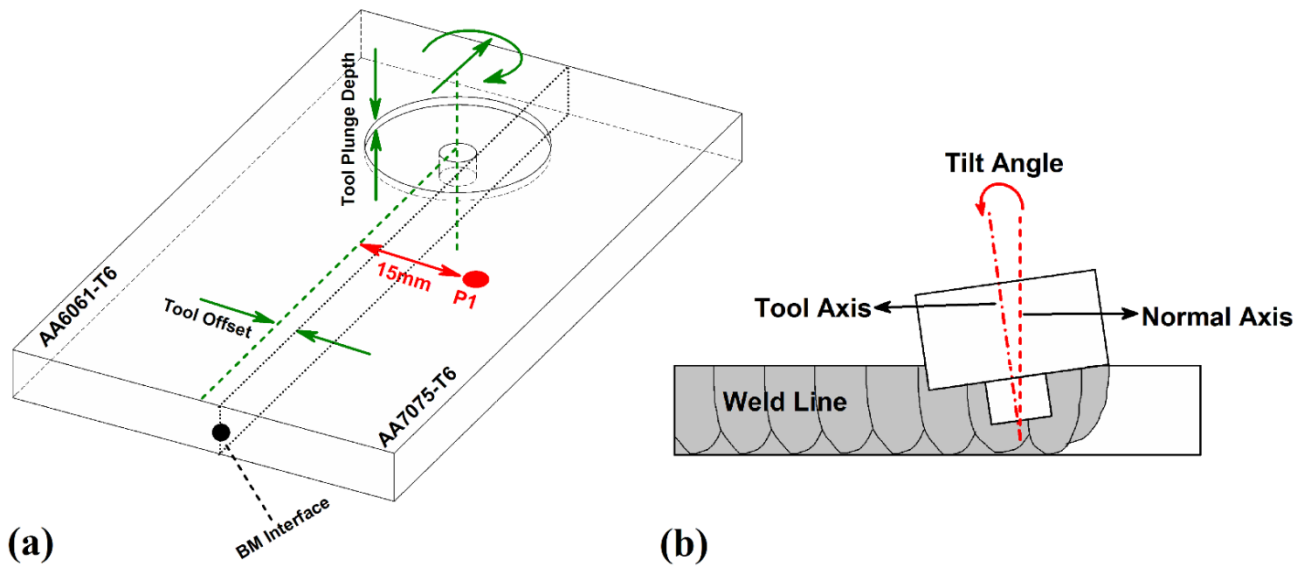 Tool Plunge Depth
15mm
P1
Tool Offset
AA6061-T6
AA7075-T6
BM Interface
(a)
Tilt Angle
Tool Axis
Normal Axis
Weld Line
(b)